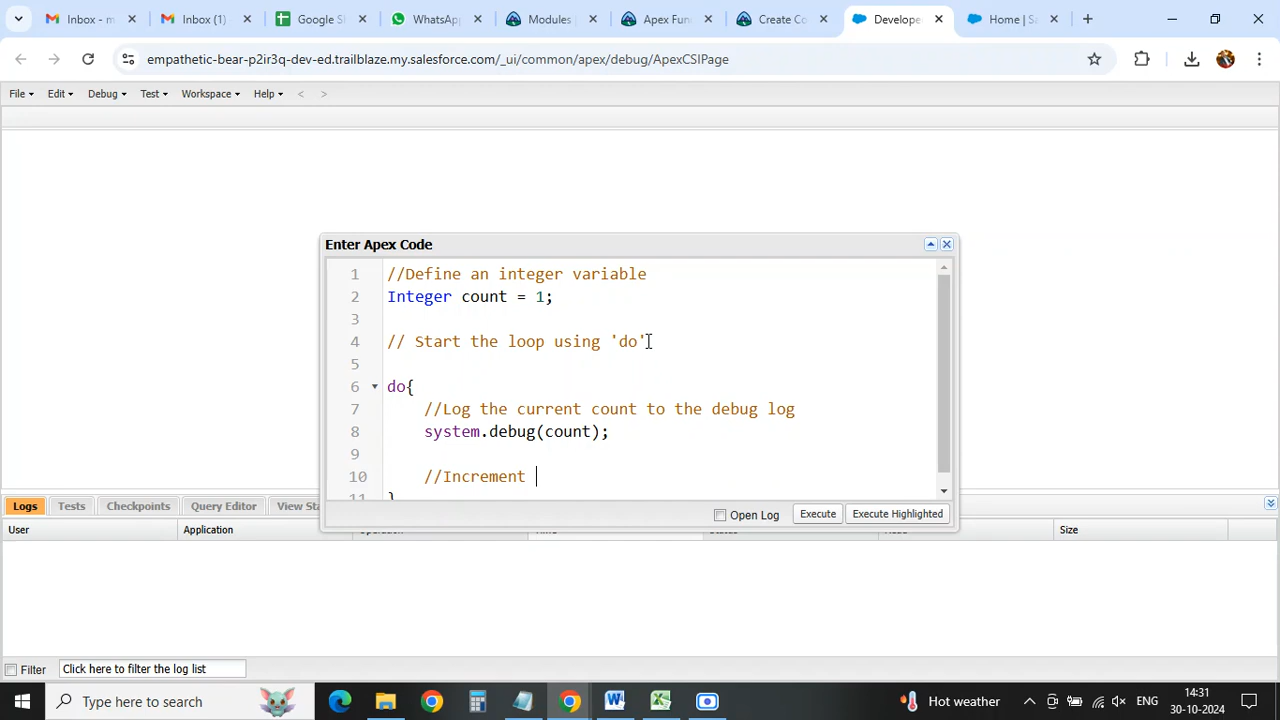 Inbox - m
Inbox (1)
Google S
WhatsAp
Modules
Apex Fun
Create Co
Develope
Home | Sa
empathetic-bear-p2ir3q-dev-ed.trailblaze.my.salesforce.com/_ui/common/apex/debug/ApexCSIPage
File Edit Debug Test Workspace Help < >
Enter Apex Code
1 //Define an integer variable
2 Integer count = 1;
3
4 // Start the loop using 'do'
5
6 do{
7 //Log the current count to the debug log
8 system.debug(count);
9
10 //Increment
11 }
Open Log Execute Execute Highlighted
Logs Tests Checkpoints Query Editor View Sta
User Application Size
Filter Click here to filter the log list
Type here to search
Hot weather
ENG
14:31
30-10-2024